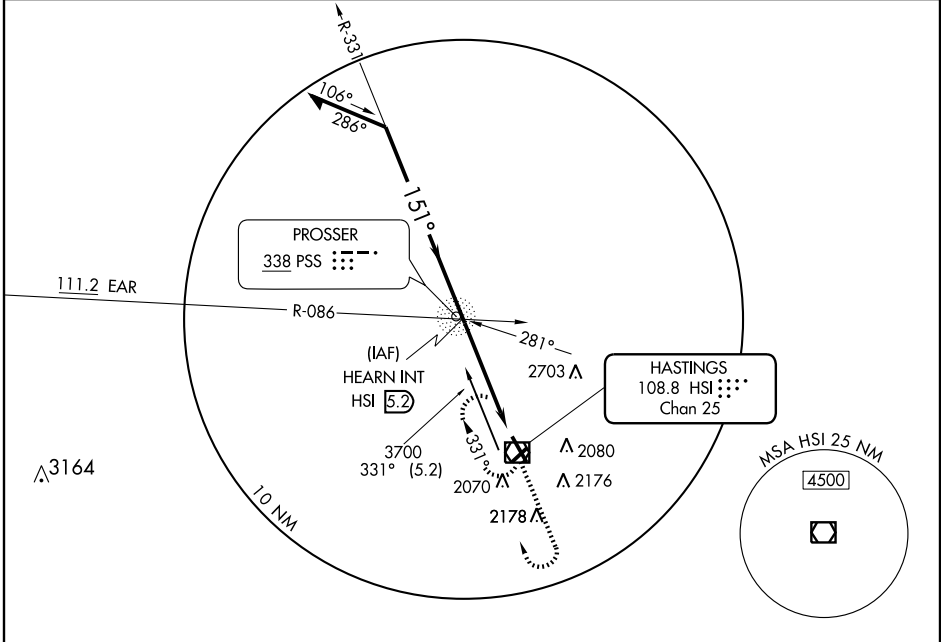 R-331
106°
286°
151°
PROSSER
338 PSS
111.2 EAR
R-086
281°
(IAF)
HEARN INT
HSI 5.2
2703
HASTINGS
108.8 HSI
Chan 25
331°
3700
331° (5.2)
2080
2070
2176
2178
3164
10 NM
MSA HSI 25 NM
4500